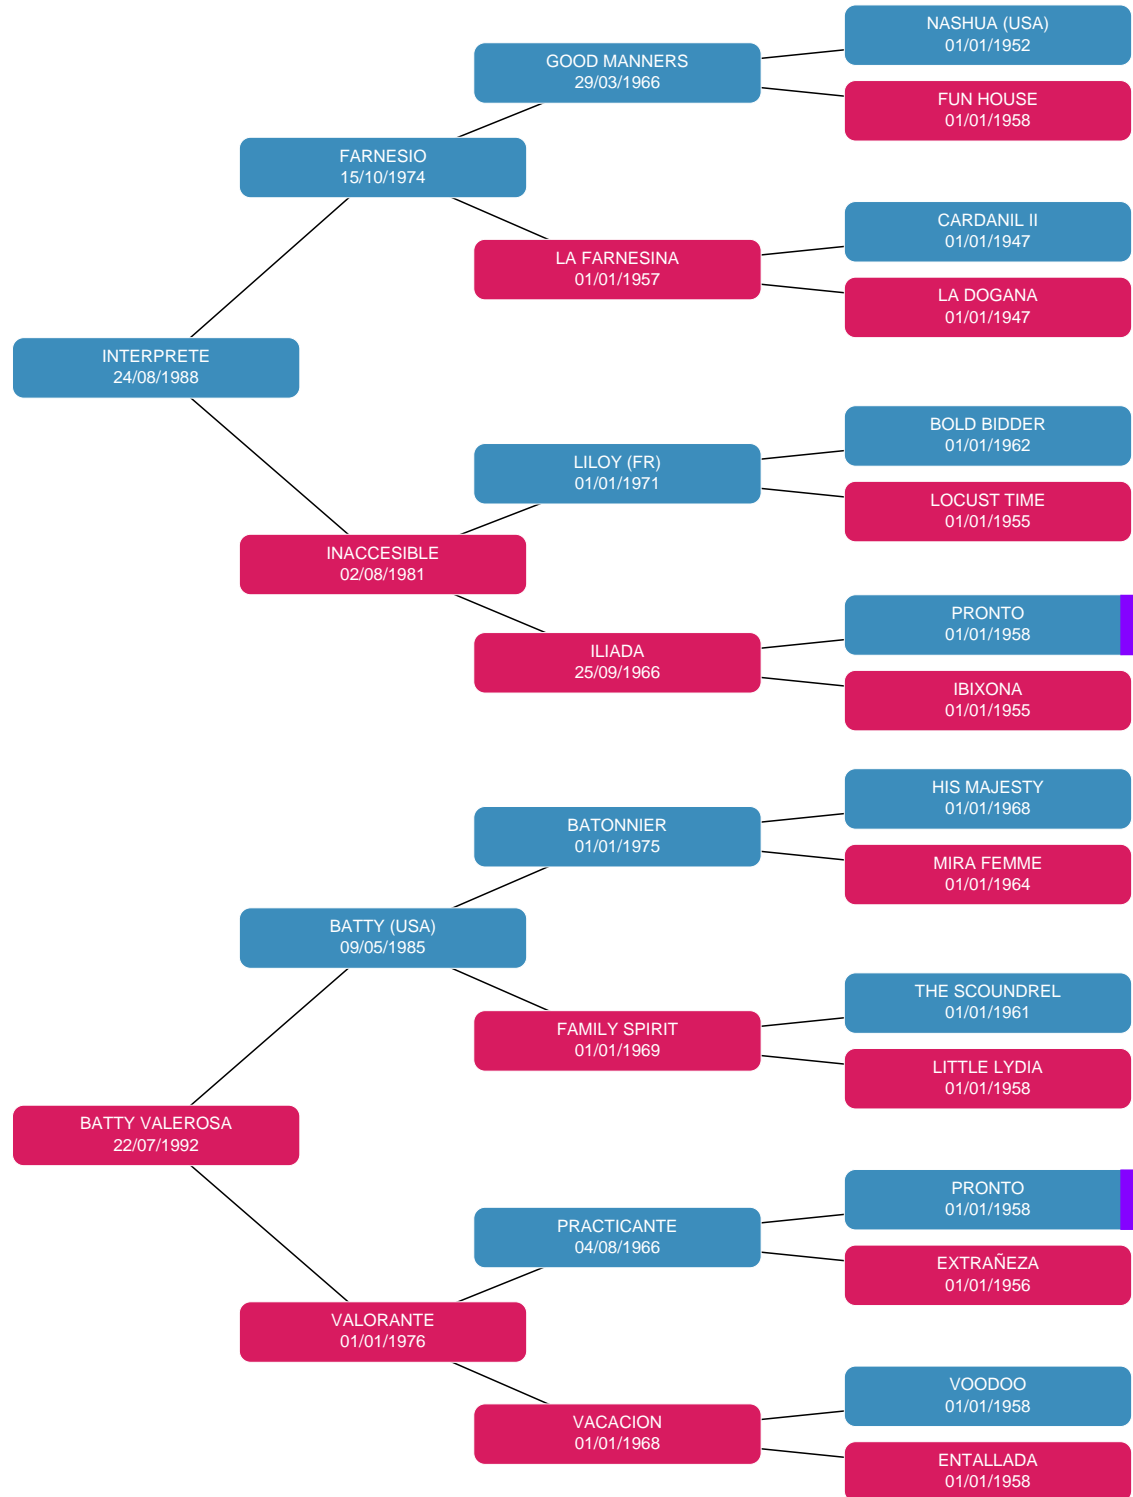 NASHUA (USA)
01/01/1952
GOOD MANNERS
29/03/1966
FUN HOUSE
01/01/1958
FARNESIO
15/10/1974
CARDANIL II
01/01/1947
LA FARNESINA
01/01/1957
LA DOGANA
01/01/1947
INTERPRETE
24/08/1988
BOLD BIDDER
01/01/1962
LILOY (FR)
01/01/1971
LOCUST TIME
01/01/1955
INACCESIBLE
02/08/1981
PRONTO
01/01/1958
ILIADA
25/09/1966
IBIXONA
01/01/1955
HIS MAJESTY
01/01/1968
BATONNIER
01/01/1975
MIRA FEMME
01/01/1964
BATTY (USA)
09/05/1985
THE SCOUNDREL
01/01/1961
FAMILY SPIRIT
01/01/1969
LITTLE LYDIA
01/01/1958
BATTY VALEROSA
22/07/1992
PRONTO
01/01/1958
PRACTICANTE
04/08/1966
EXTRAÑEZA
01/01/1956
VALORANTE
01/01/1976
VOODOO
01/01/1958
VACACION
01/01/1968
ENTALLADA
01/01/1958